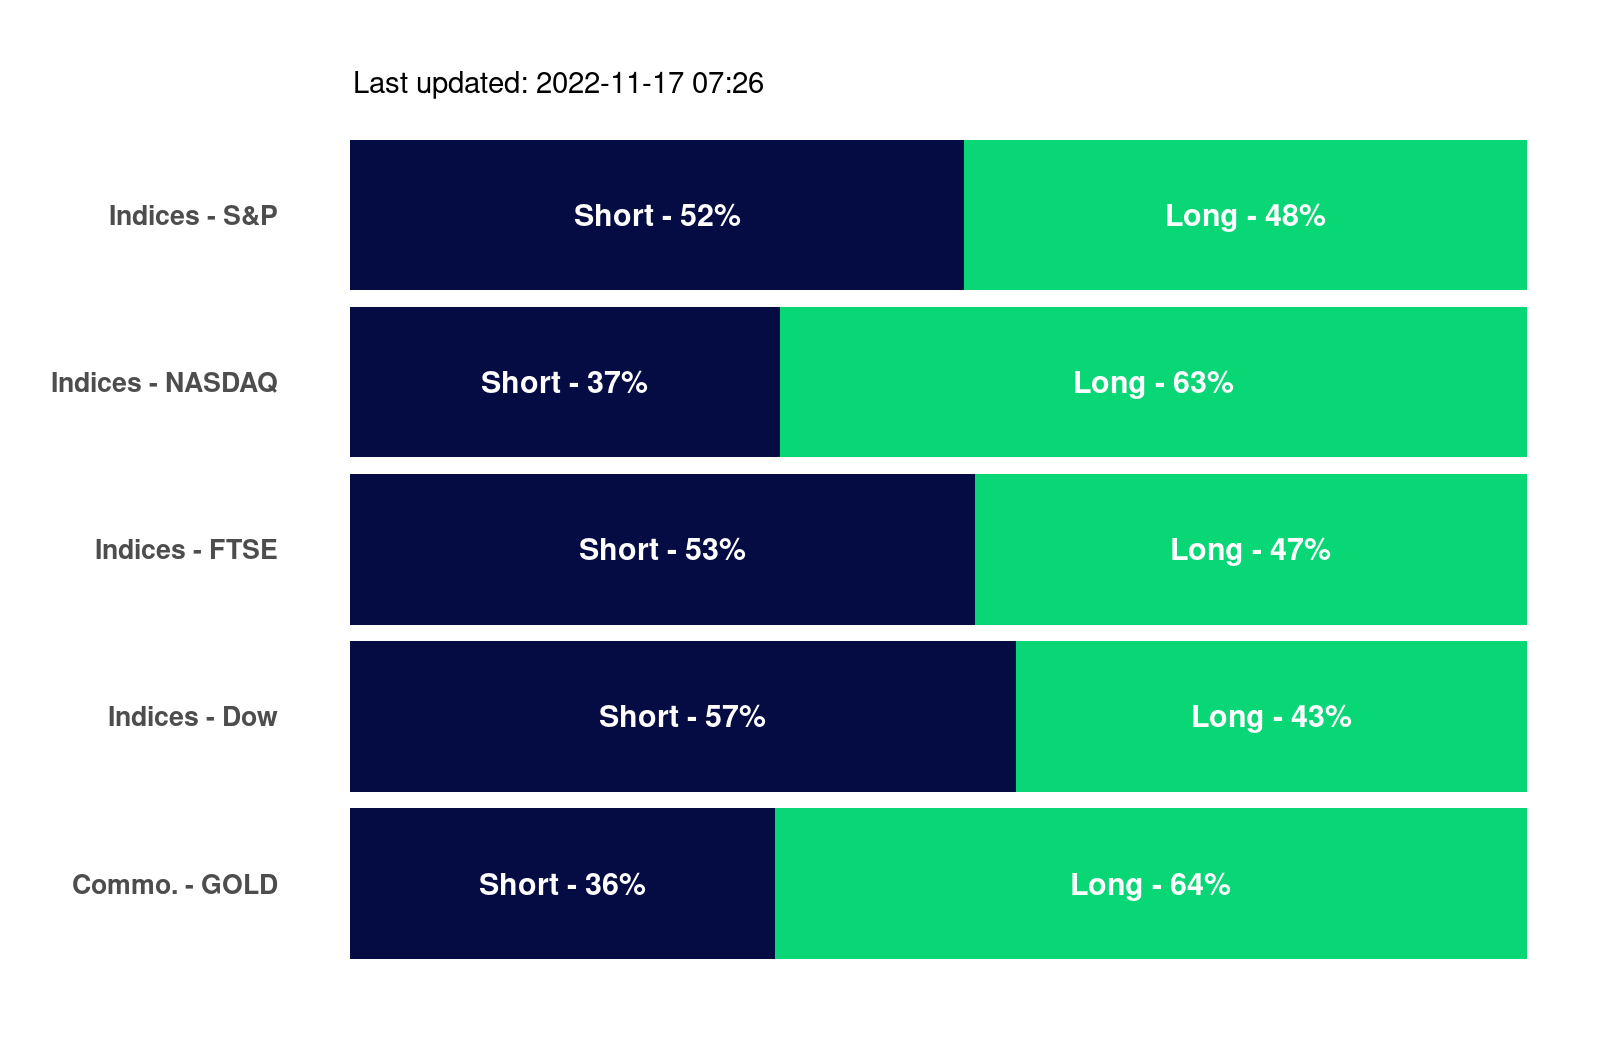 Last updated: 2022-11-17 07:26
Indices - S&P Short - 52% Long - 48%
Indices - NASDAQ Short - 37% Long - 63%
Indices - FTSE Short - 53% Long - 47%
Indices - Dow Short - 57% Long - 43%
Commo. - GOLD Short - 36% Long - 64%